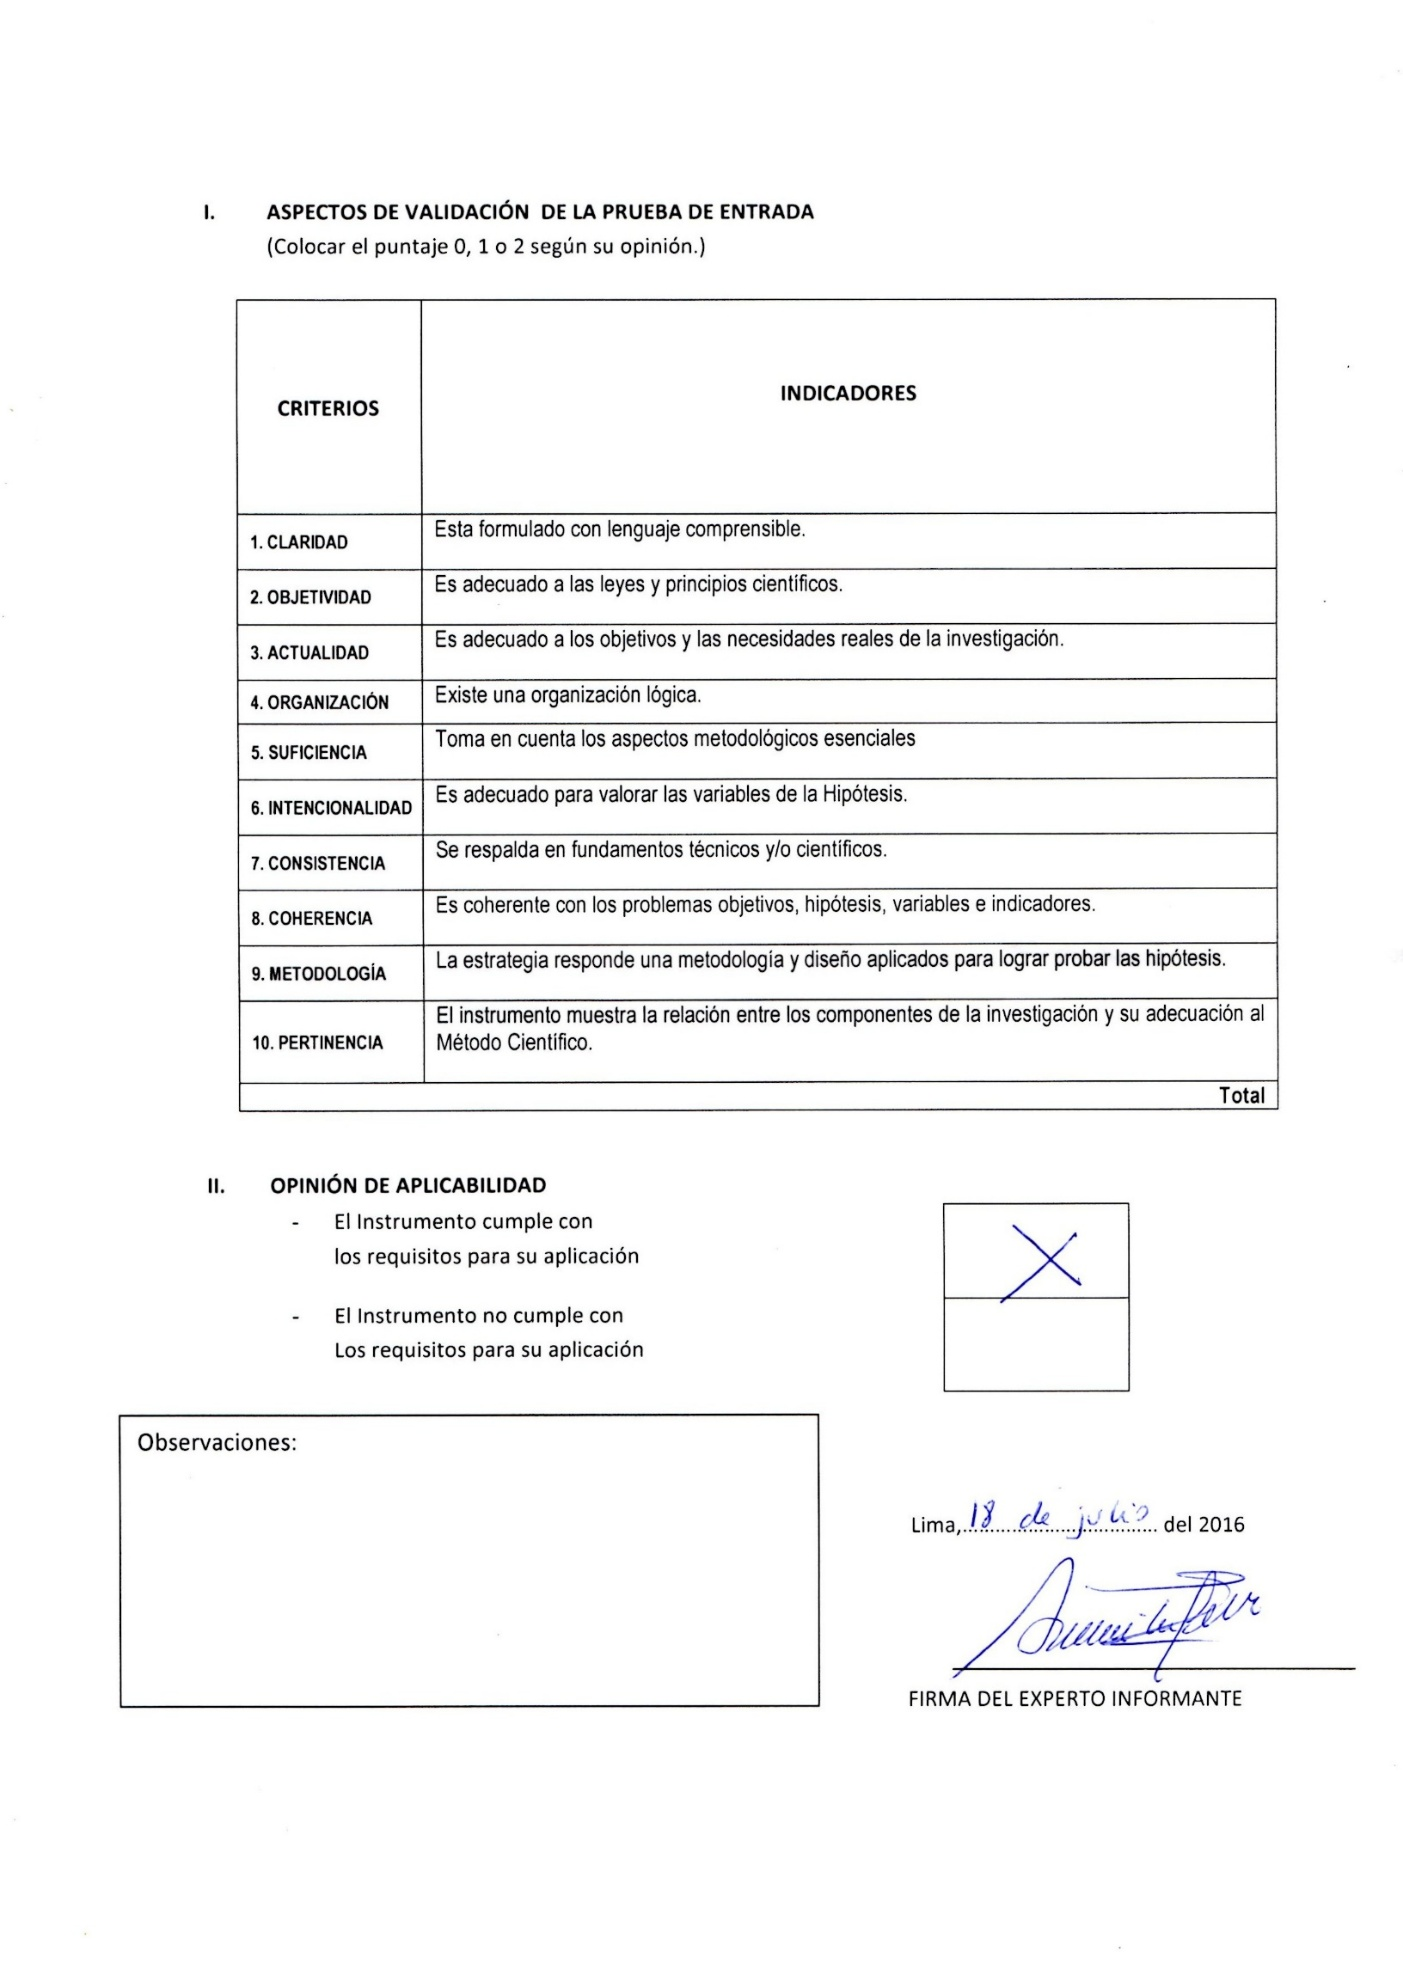 I. ASPECTOS DE VALIDACIÓN DE LA PRUEBA DE ENTRADA
(Colocar el puntaje 0, 1 o 2 según su opinión.)
CRITERIOS INDICADORES
1. CLARIDAD Esta formulado con lenguaje comprensible.
2. OBJETIVIDAD Es adecuado a las leyes y principios científicos.
3. ACTUALIDAD Es adecuado a los objetivos y las necesidades reales de la investigación.
4. ORGANIZACIÓN Existe una organización lógica.
5. SUFICIENCIA Toma en cuenta los aspectos metodológicos esenciales
6. INTENCIONALIDAD Es adecuado para valorar las variables de la Hipótesis.
7. CONSISTENCIA Se respalda en fundamentos técnicos y/o científicos.
8. COHERENCIA Es coherente con los problemas objetivos, hipótesis, variables e indicadores.
9. METODOLOGÍA La estrategia responde una metodología y diseño aplicados para lograr probar las hipótesis.
10. PERTINENCIA El instrumento muestra la relación entre los componentes de la investigación y su adecuación al
Método Científico.
Total
II. OPINIÓN DE APLICABILIDAD
- El Instrumento cumple con
los requisitos para su aplicación
X
- El Instrumento no cumple con
Los requisitos para su aplicación
Observaciones:
Lima, 18 de julio del 2016
FIRMA DEL EXPERTO INFORMANTE